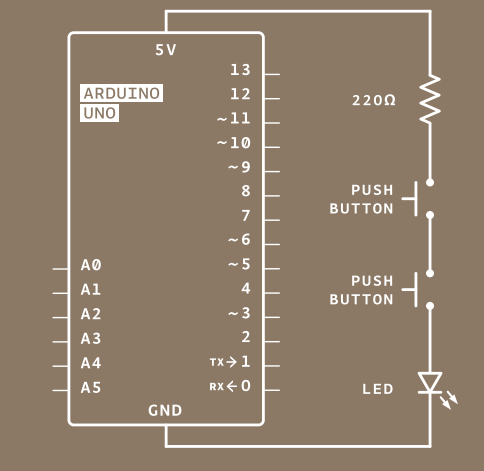 5V
ARDUINO
UNO
13
12
~11
~10
~9
8
7
~6
~5
4
~3
2
TX→1
RX←0
A0
A1
A2
A3
A4
A5
GND
220Ω
PUSH
BUTTON
PUSH
BUTTON
LED